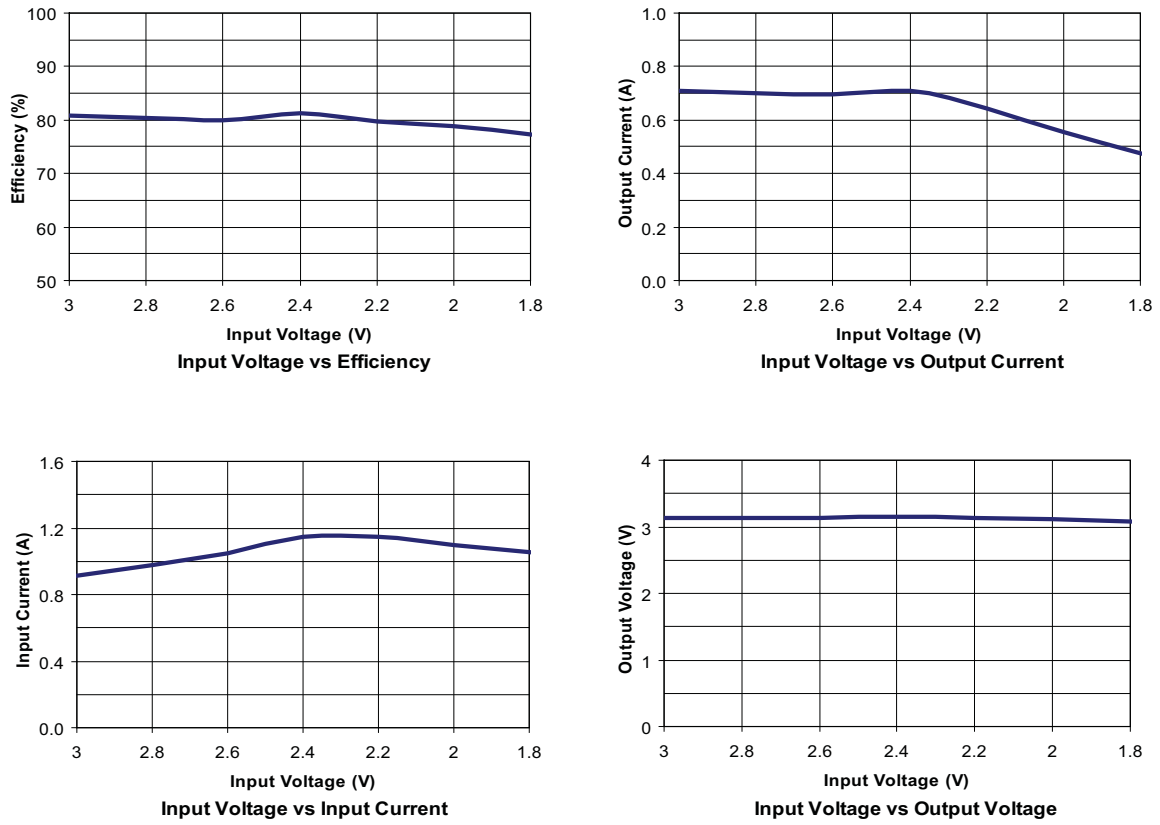 100
90
80
70
60
50
Efficiency (%)
3 2.8 2.6 2.4 2.2 2 1.8
Input Voltage (V)
Input Voltage vs Efficiency
1.0
0.8
0.6
0.4
0.2
0.0
Output Current (A)
3 2.8 2.6 2.4 2.2 2 1.8
Input Voltage (V)
Input Voltage vs Output Current
1.6
1.2
0.8
0.4
0.0
Input Current (A)
3 2.8 2.6 2.4 2.2 2 1.8
Input Voltage (V)
Input Voltage vs Input Current
4
3
2
1
0
Output Voltage (V)
3 2.8 2.6 2.4 2.2 2 1.8
Input Voltage (V)
Input Voltage vs Output Voltage